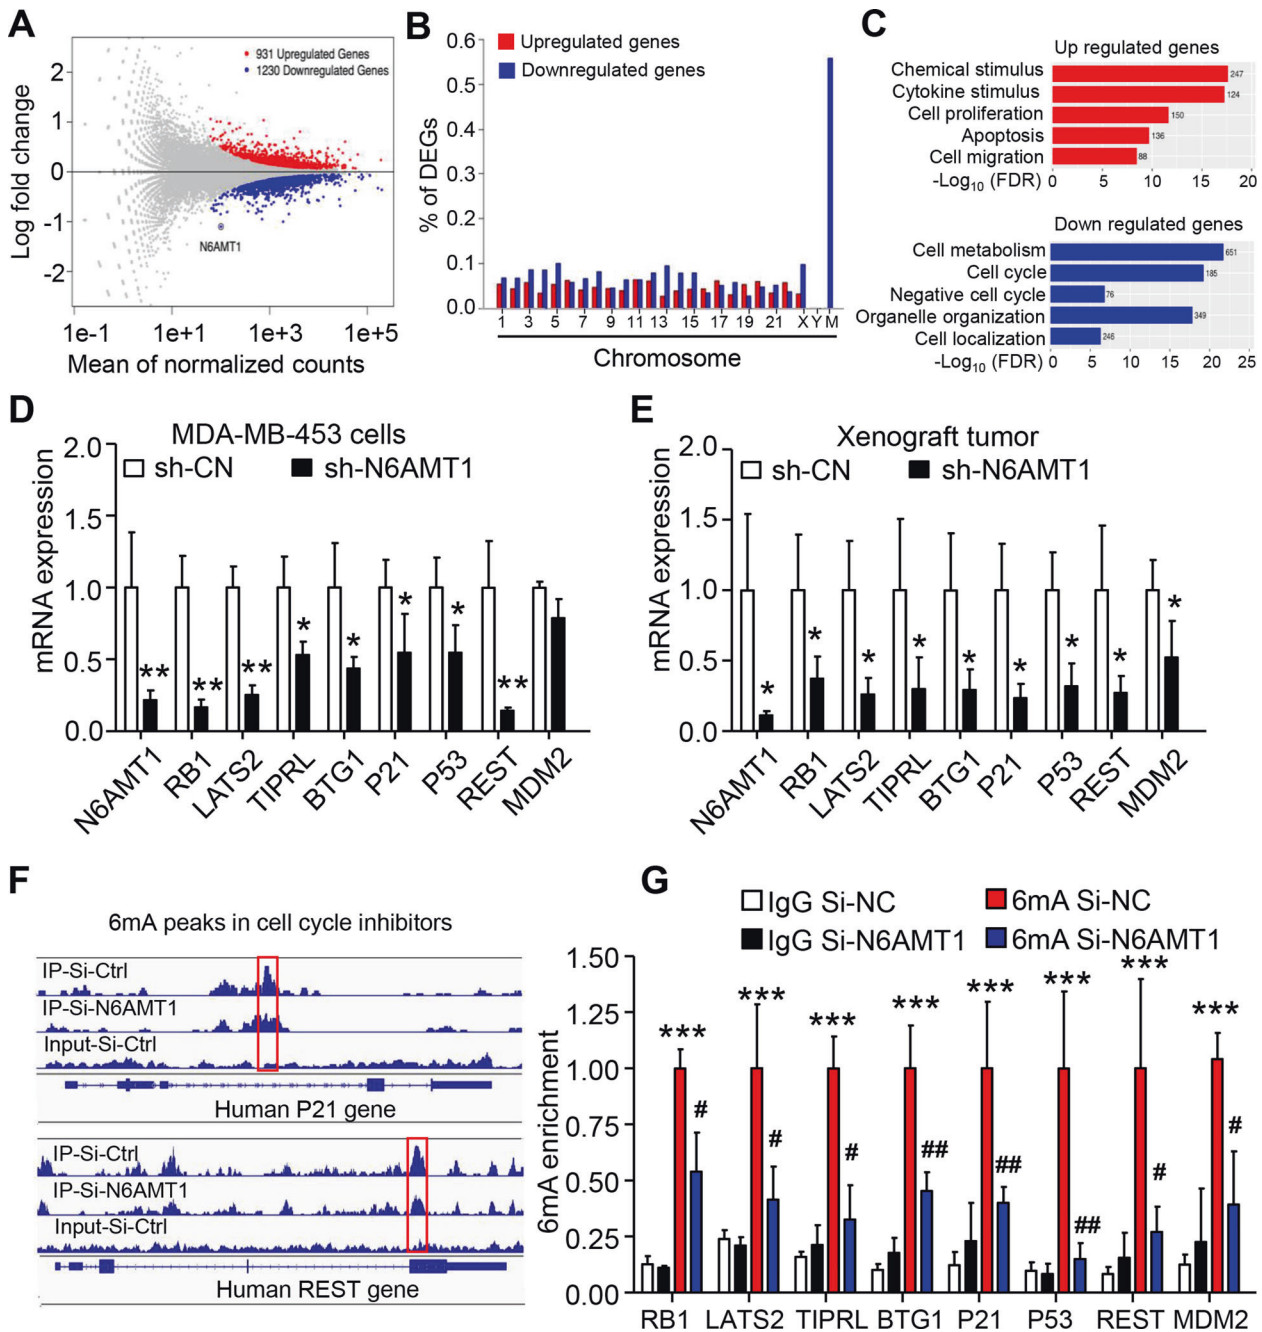 A
931 Upregulated Genes
1230 Downregulated Genes
Log fold change
2
1
0
-1
-2
N6AMT1
1e-1 1e+1 1e+3 1e+5
Mean of normalized counts
B
Upregulated genes
Downregulated genes
% of DEGs
0.6
0.5
0.4
0.3
0.2
0.1
0.0
1 3 5 7 9 11 13 15 17 19 21 X Y M
Chromosome
C
Up regulated genes
Chemical stimulus 247
Cytokine stimulus 124
Cell proliferation 150
Apoptosis 136
Cell migration 88
-Log10 (FDR) 0 5 10 15 20
Down regulated genes
Cell metabolism 651
Cell cycle 185
Negative cell cycle 76
Organelle organization 349
Cell localization 246
-Log10 (FDR) 0 5 10 15 20 25
D
MDA-MB-453 cells
sh-CN sh-N6AMT1
mRNA expression
2.0
1.5
1.0
0.5
0.0
** ** ** * * * * **
N6AMT1 RB1 LATS2 TIPRL BTG1 P21 P53 REST MDM2
E
Xenograft tumor
sh-CN sh-N6AMT1
mRNA expression
2.0
1.5
1.0
0.5
0.0
* * * * * * * * *
N6AMT1 RB1 LATS2 TIPRL BTG1 P21 P53 REST MDM2
F
6mA peaks in cell cycle inhibitors
IP-Si-Ctrl
IP-Si-N6AMT1
Input-Si-Ctrl
Human P21 gene
IP-Si-Ctrl
IP-Si-N6AMT1
Input-Si-Ctrl
Human REST gene
G
IgG Si-NC 6mA Si-NC
IgG Si-N6AMT1 6mA Si-N6AMT1
6mA enrichment
1.50
1.25
1.00
0.75
0.50
0.25
0.00
*** *** *** *** *** *** *** ***
# # # ## ## ## # #
RB1 LATS2 TIPRL BTG1 P21 P53 REST MDM2